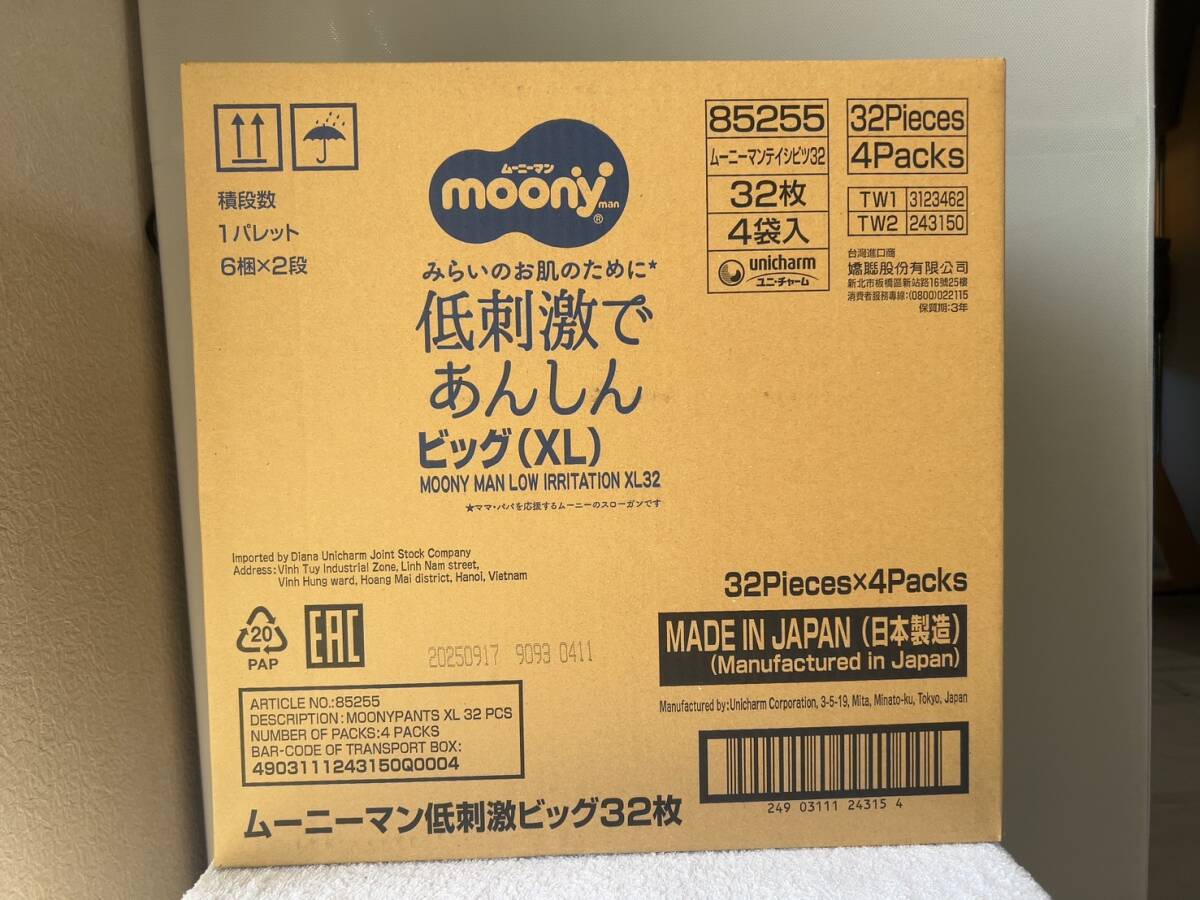 積段数
1パレット
6梱×2段
ムーニーマン
moony
man
®
みらいのお肌のために*
低刺激で
あんしん
ビッグ(XL)
MOONY MAN LOW IRRITATION XL32
★ママ・パパを応援するムーニーのスローガンです
85255
ムーニーマンテイシビツ32
32枚
4袋入
unicharm
ユニ・チャーム
32Pieces
4Packs
TW1 3123462
TW2 243150
台灣進口商
嬌聯股份有限公司
新北市板橋區新站路16號25樓
消費者服務專線:(0800)022115
保質期:3年
Imported by Diana Unicharm Joint Stock Company
Address: Vinh Tuy Industrial Zone, Linh Nam street,
Vinh Hung ward, Hoang Mai district, Hanoi, Vietnam
20
PAP
EAC
20250917 9093 0411
32Pieces×4Packs
MADE IN JAPAN (日本製造)
(Manufactured in Japan)
Manufactured by: Unicharm Corporation, 3-5-19, Mita, Minato-ku, Tokyo, Japan
ARTICLE NO.:85255
DESCRIPTION:MOONYPANTS XL 32 PCS
NUMBER OF PACKS:4 PACKS
BAR-CODE OF TRANSPORT BOX:
4903111243150Q0004
249 03111 24315 4
ムーニーマン低刺激ビッグ32枚